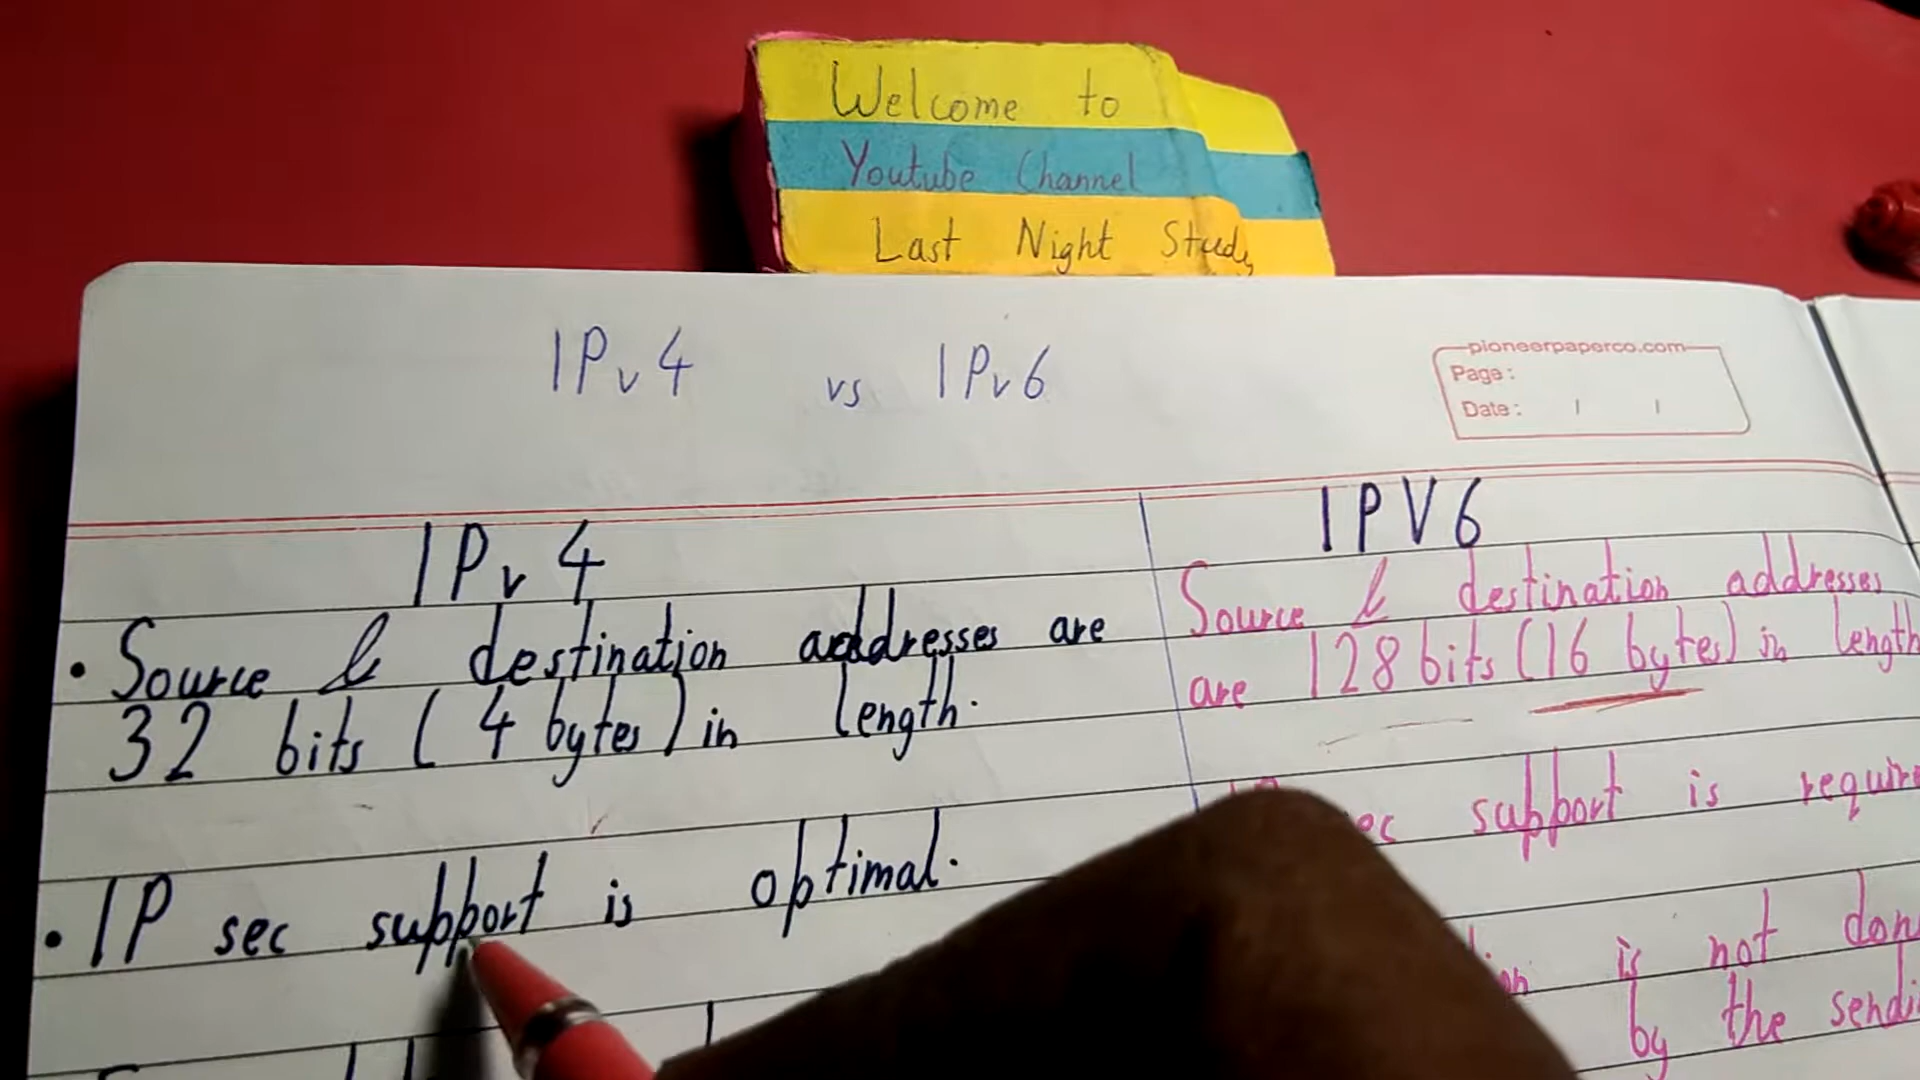 Welcome to
Youtube Channel
Last Night Study
IPv4 vs IPv6
pioneerpaperco.com
Page:
Date: / /
IPv4
• Source & destination addresses are
32 bits (4 bytes) in length.
• IP sec support is optimal.
IPV6
Source & destination addresses
are 128 bits (16 bytes) in length
support is
is not
by the